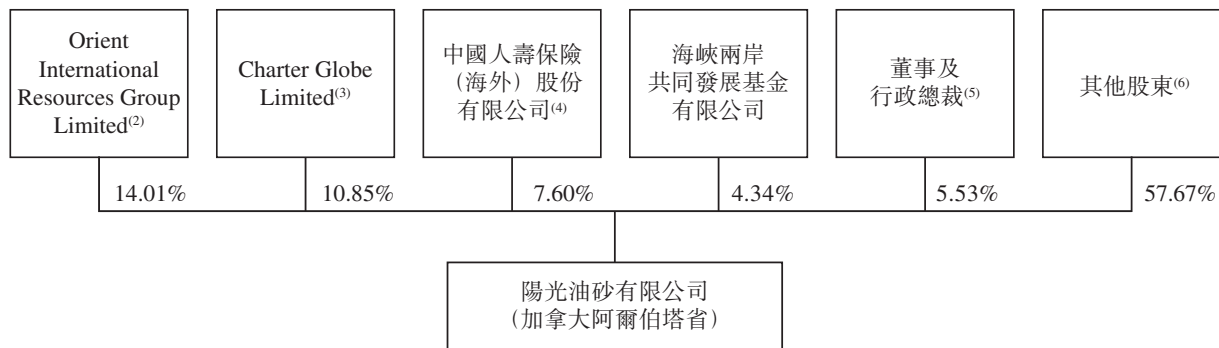 Orient
International
Resources Group
Limited(2)
Charter Globe
Limited(3)
中國人壽保險
（海外）股份
有限公司(4)
海峽兩岸
共同發展基金
有限公司
董事及
行政總裁(5)
其他股東(6)
14.01%
10.85%
7.60%
4.34%
5.53%
57.67%
陽光油砂有限公司
（加拿大阿爾伯塔省）